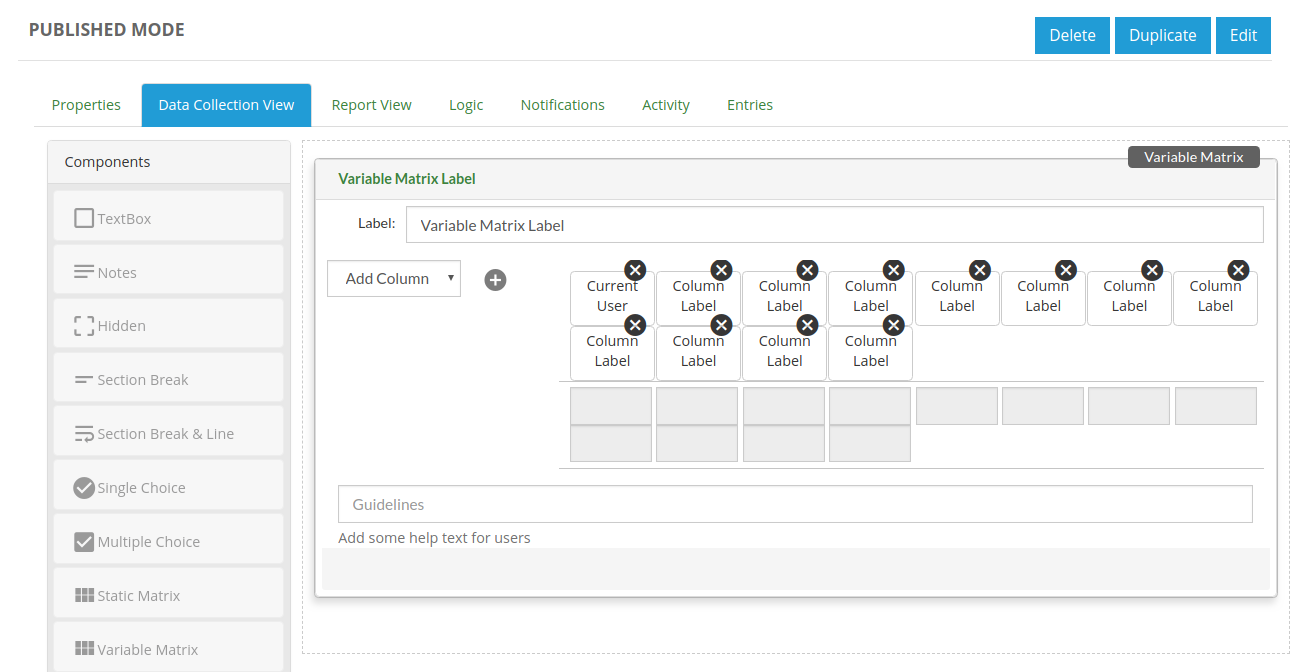 PUBLISHED MODE
Delete Duplicate Edit
Properties Data Collection View Report View Logic Notifications Activity Entries
Components
TextBox
Notes
Hidden
Section Break
Section Break & Line
Single Choice
Multiple Choice
Static Matrix
Variable Matrix
Variable Matrix
Variable Matrix Label
Label: Variable Matrix Label
Add Column
Current Column Column Column Column Column Column Column
User Label Label Label Label Label Label Label
Column Column Column Column
Label Label Label Label
Guidelines
Add some help text for users